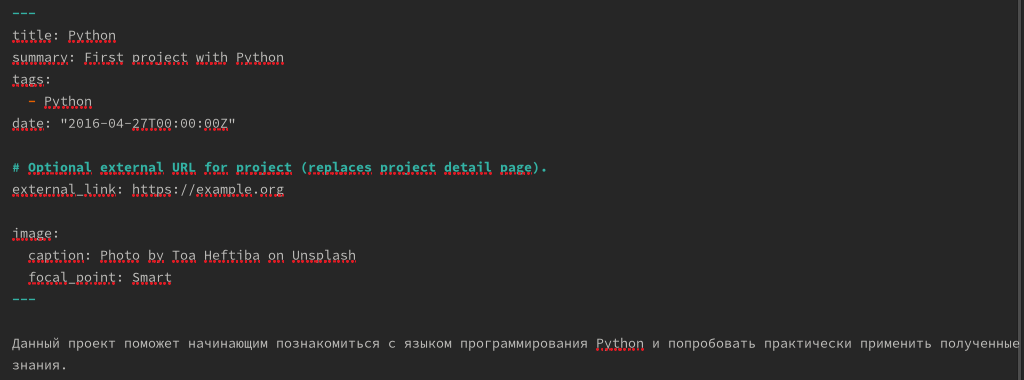 ---
title: Python
summary: First project with Python
tags:
  - Python
date: "2016-04-27T00:00:00Z"

# Optional external URL for project (replaces project detail page).
external_link: https://example.org

image:
  caption: Photo by Toa Heftiba on Unsplash
  focal_point: Smart
---

Данный проект поможет начинающим познакомиться с языком программирования Python и попробовать практически применить полученные
знания.